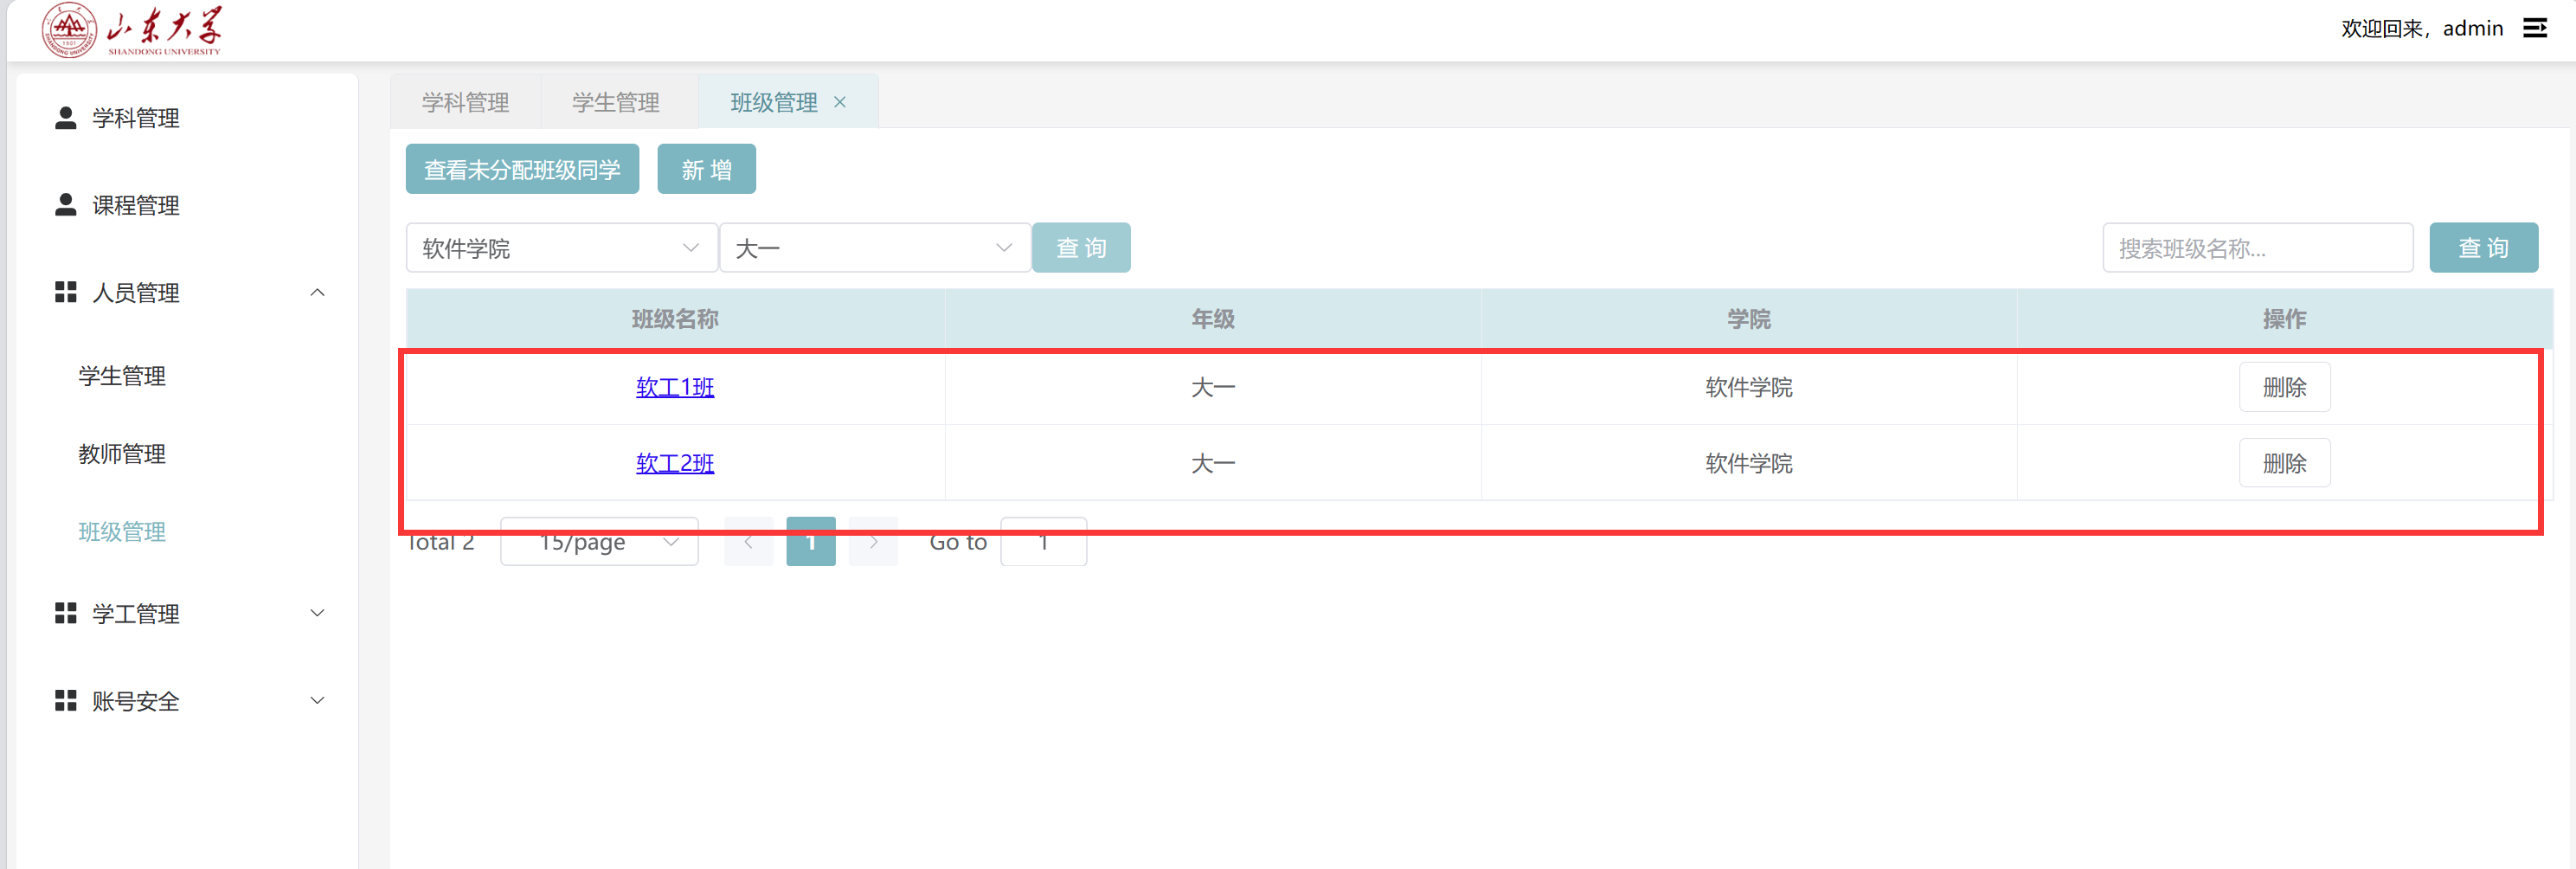 山东大学
SHANDONG UNIVERSITY
1901
欢迎回来，admin
学科管理
课程管理
人员管理
学生管理
教师管理
班级管理
学工管理
账号安全
学科管理 学生管理 班级管理 ×
查看未分配班级同学 新 增
软件学院 大一 查 询 搜索班级名称... 查 询
班级名称 年级 学院 操作
软工1班 大一 软件学院 删除
软工2班 大一 软件学院 删除
Total 2 15/page 1 Go to 1